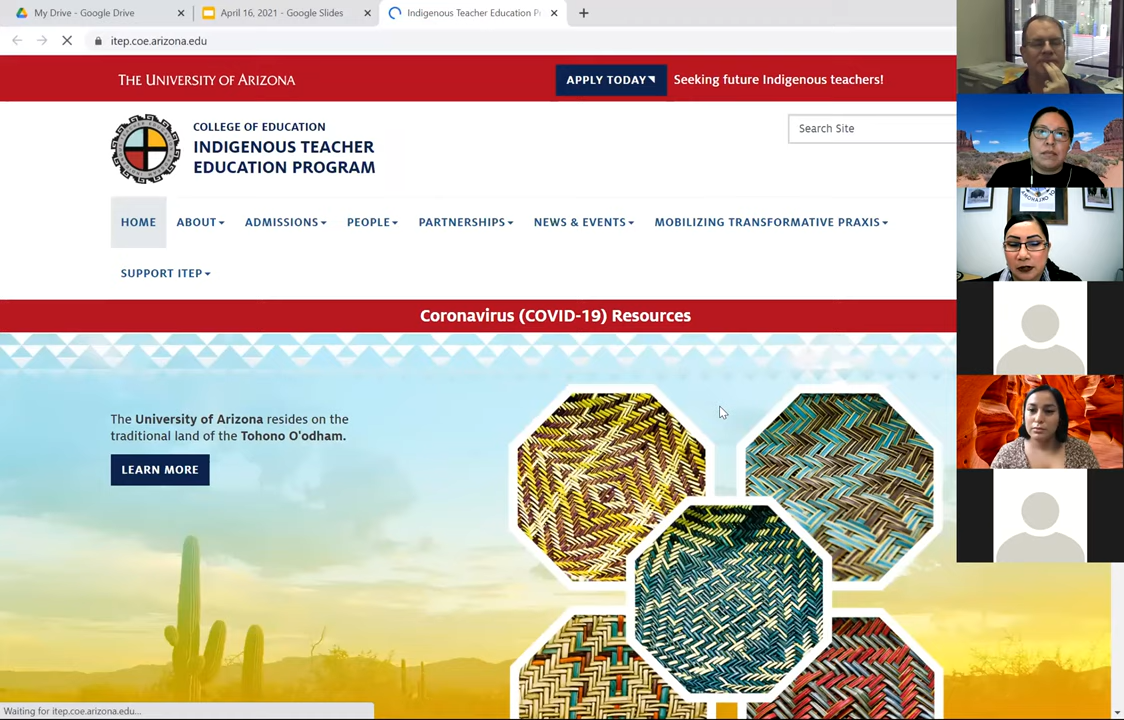 My Drive - Google Drive
April 16, 2021 - Google Slides
Indigenous Teacher Education Pr
itep.coe.arizona.edu
THE UNIVERSITY OF ARIZONA
APPLY TODAY
Seeking future Indigenous teachers!
COLLEGE OF EDUCATION
INDIGENOUS TEACHER
EDUCATION PROGRAM
Search Site
HOME
ABOUT
ADMISSIONS
PEOPLE
PARTNERSHIPS
NEWS & EVENTS
MOBILIZING TRANSFORMATIVE PRAXIS
SUPPORT ITEP
Coronavirus (COVID-19) Resources
The University of Arizona resides on the
traditional land of the Tohono O'odham.
LEARN MORE
Waiting for itep.coe.arizona.edu...